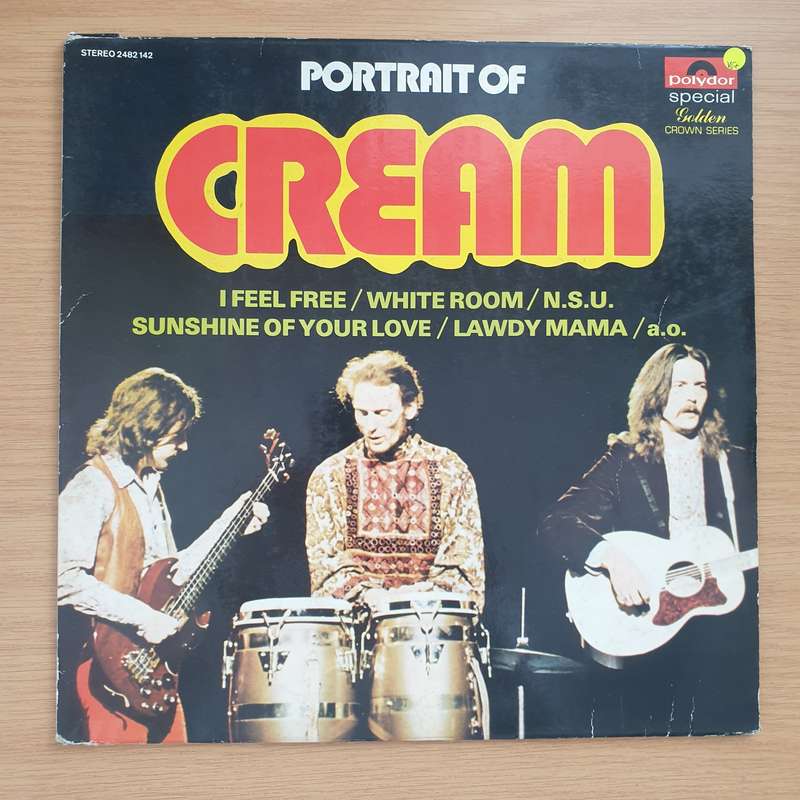 STEREO 2482 142
PORTRAIT OF
polydor
special
Golden
CROWN SERIES
CREAM
I FEEL FREE / WHITE ROOM / N.S.U.
SUNSHINE OF YOUR LOVE / LAWDY MAMA / a.o.